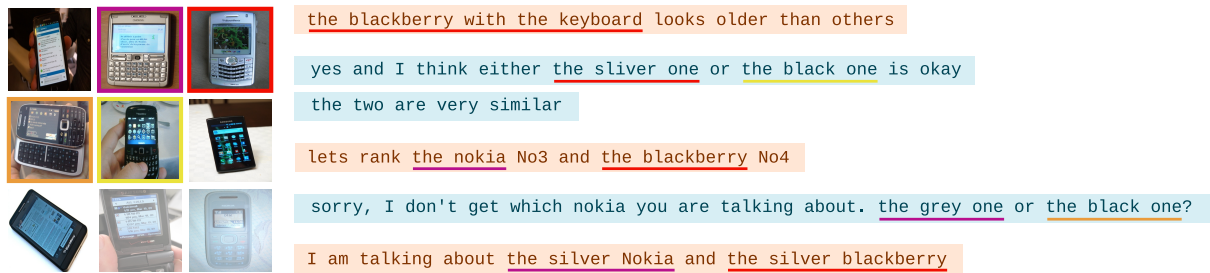 the blackberry with the keyboard looks older than others
yes and I think either the sliver one or the black one is okay
the two are very similar
lets rank the nokia No3 and the blackberry No4
sorry, I don't get which nokia you are talking about. the grey one or the black one?
I am talking about the silver Nokia and the silver blackberry